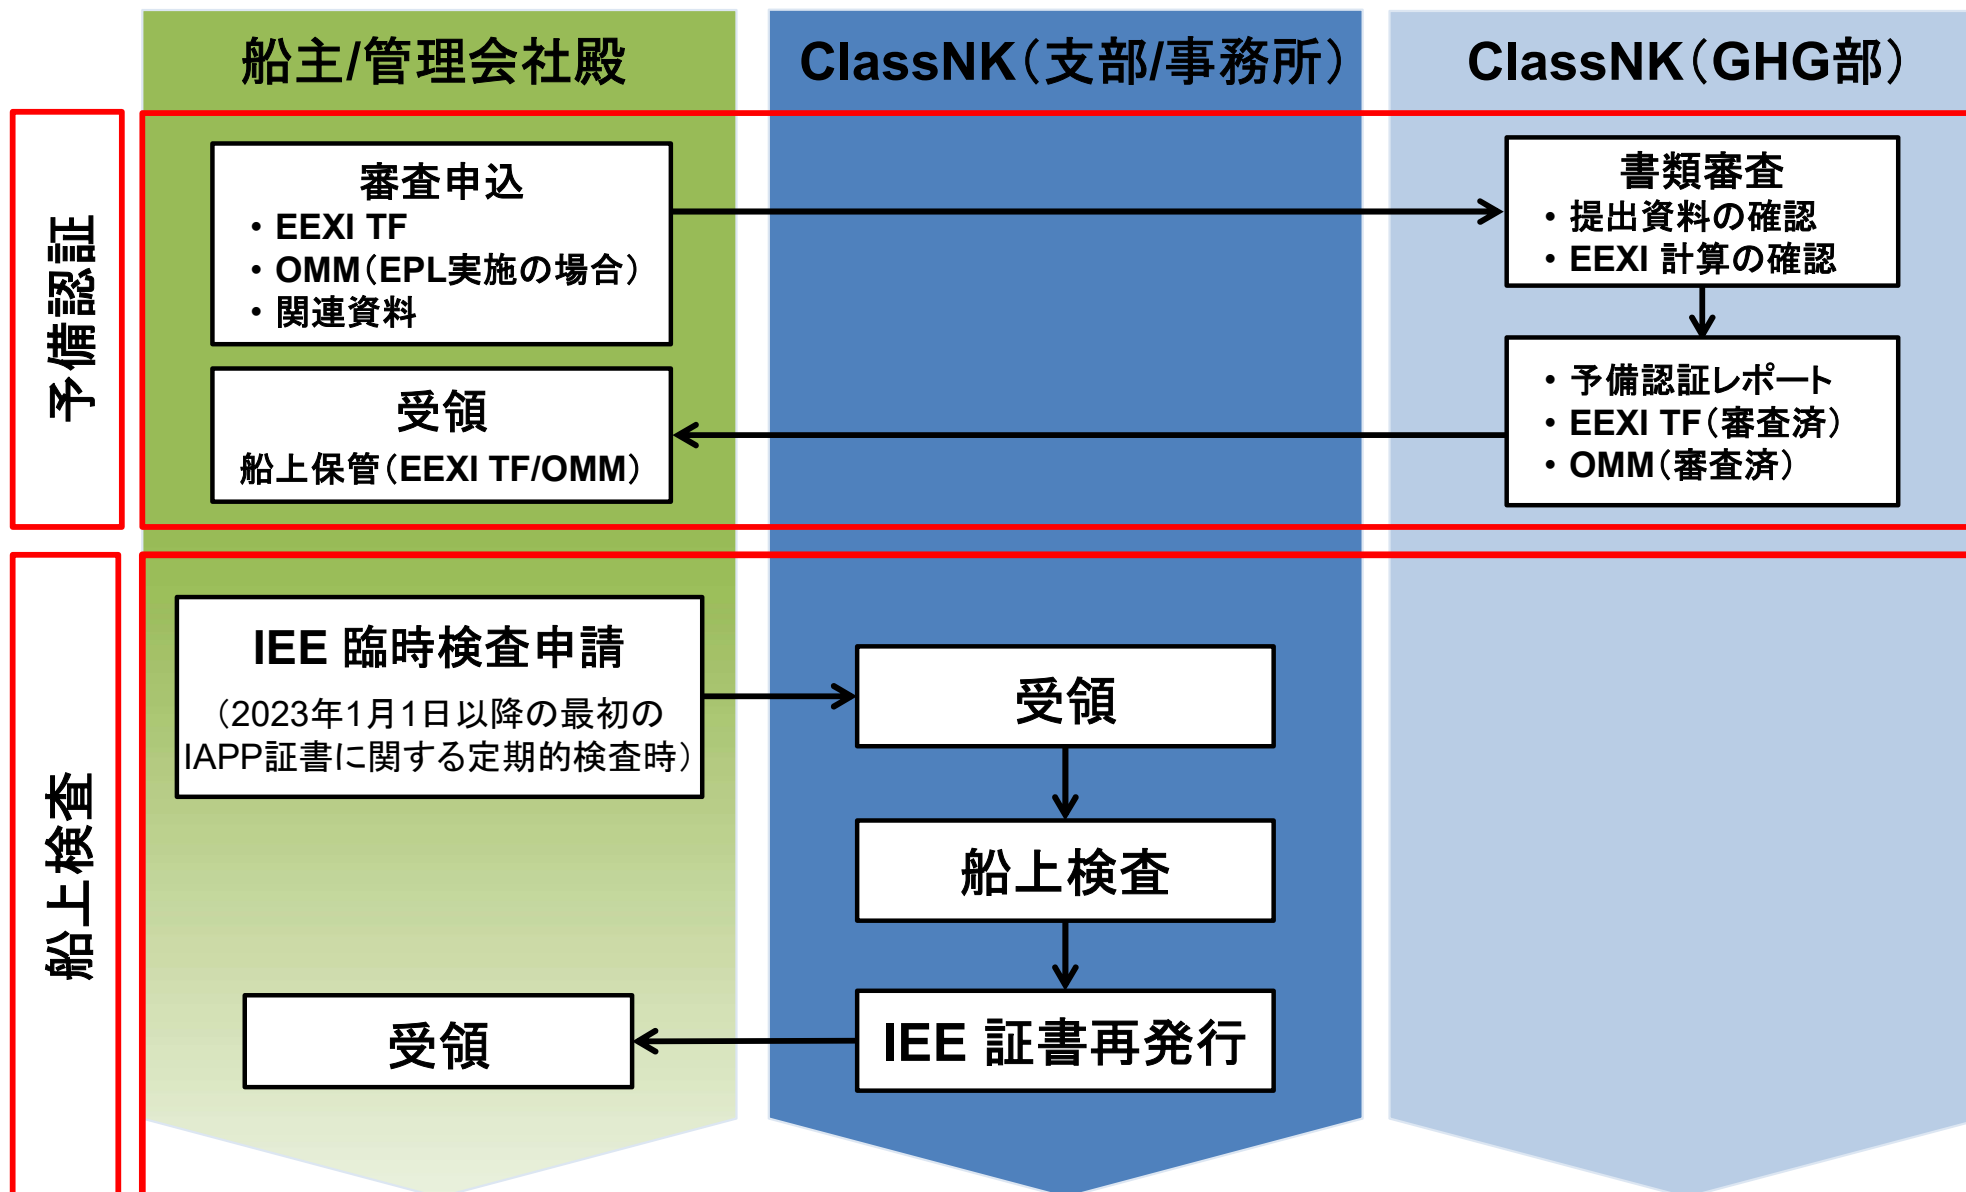 船主/管理会社殿
ClassNK（支部/事務所）
ClassNK（GHG部）
予備認証
審査申込
・EEXI TF
・OMM（EPL実施の場合）
・関連資料
書類審査
・提出資料の確認
・EEXI 計算の確認
受領
船上保管（EEXI TF/OMM）
・予備認証レポート
・EEXI TF（審査済）
・OMM（審査済）
船上検査
IEE 臨時検査申請
（2023年1月1日以降の最初の
IAPP証書に関する定期的検査時）
受領
船上検査
IEE 証書再発行
受領